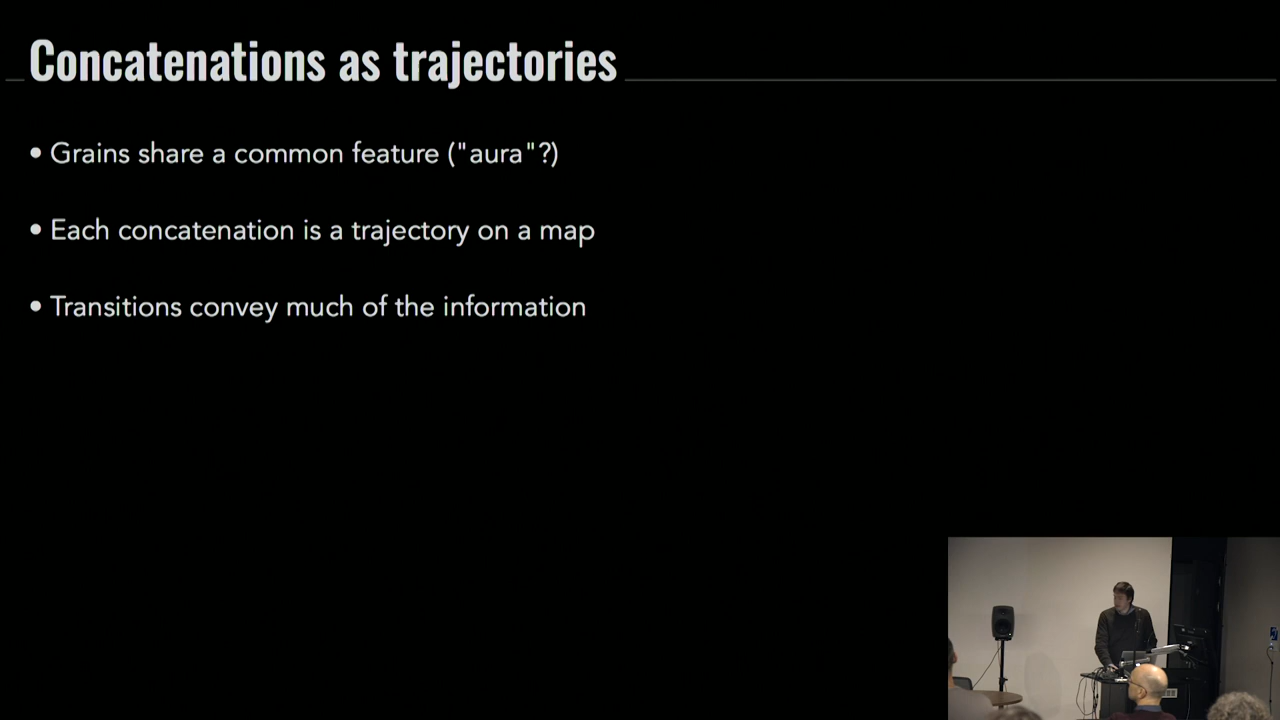 Concatenations as trajectories
• Grains share a common feature ("aura"?)
• Each concatenation is a trajectory on a map
• Transitions convey much of the information